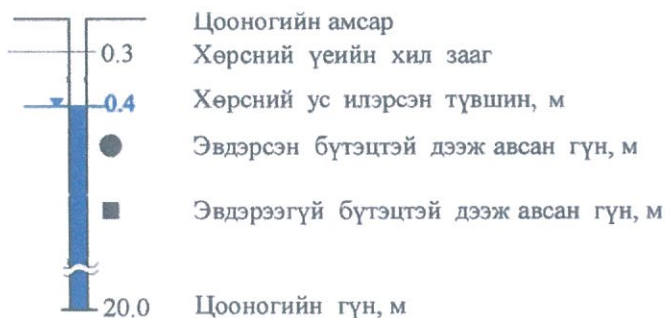 Цооногийн амсар
0.3 Хөрсний үеийн хил зааг
0.4 Хөрсний ус илэрсэн түвшин, м
Эвдэрсэн бүтэцтэй дээж авсан гүн, м
Эвдэрээгүй бүтэцтэй дээж авсан гүн, м
20.0 Цооногийн гүн, м